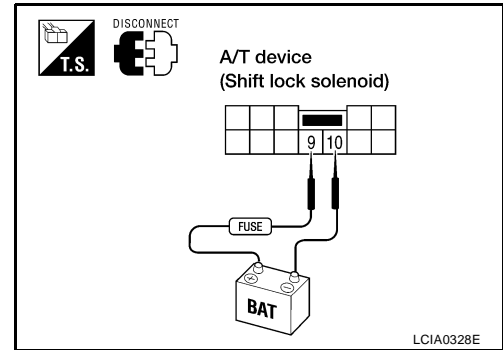 DISCONNECT
T.S.
A/T device
(Shift lock solenoid)
9 10
FUSE
+ −
BAT
LCIA0328E